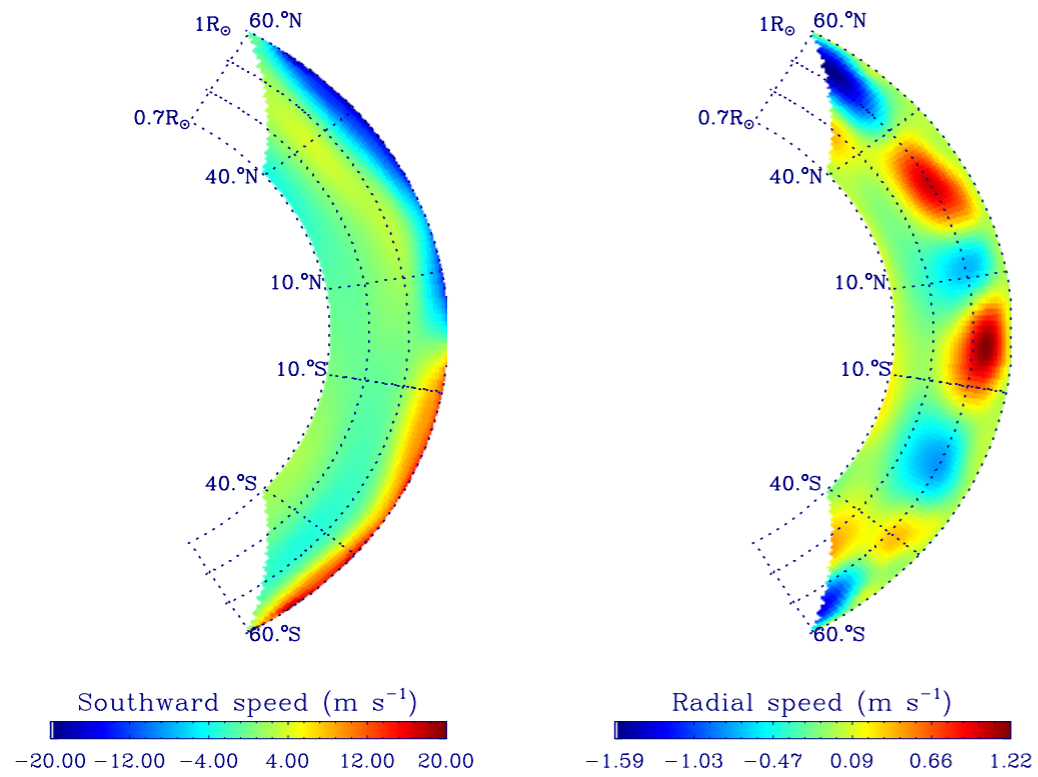 1R☉ 60.°N
0.7R☉
40.°N
10.°N
10.°S
40.°S
60.°S
Southward speed (m s⁻¹)
−20.00 −12.00 −4.00 4.00 12.00 20.00
1R☉ 60.°N
0.7R☉
40.°N
10.°N
10.°S
40.°S
60.°S
Radial speed (m s⁻¹)
−1.59 −1.03 −0.47 0.09 0.66 1.22